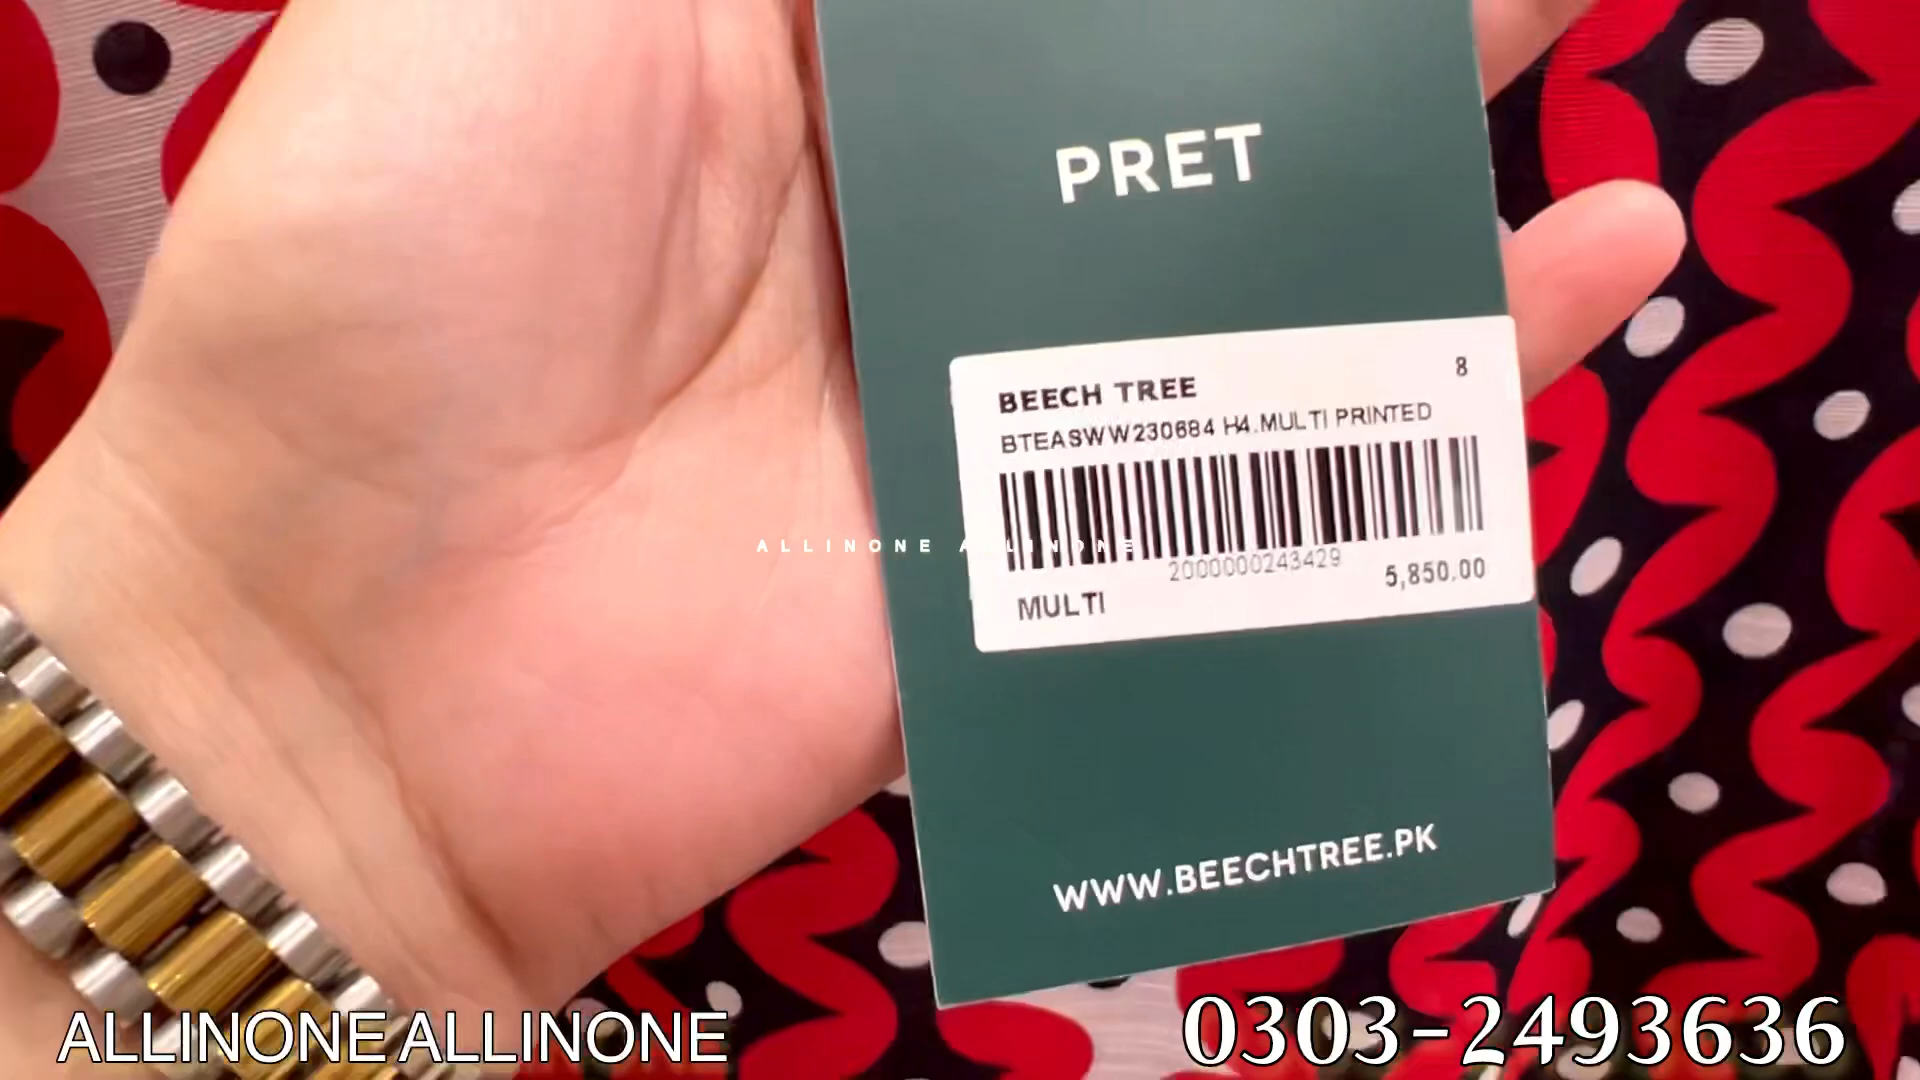 PRET
8
BEECH TREE
BTEASWW230684 H4.MULTI PRINTED
ALLINONE ALLINONE
2000000243429
5,850.00
MULTI
WWW.BEECHTREE.PK
ALLINONE ALLINONE
0303-2493636